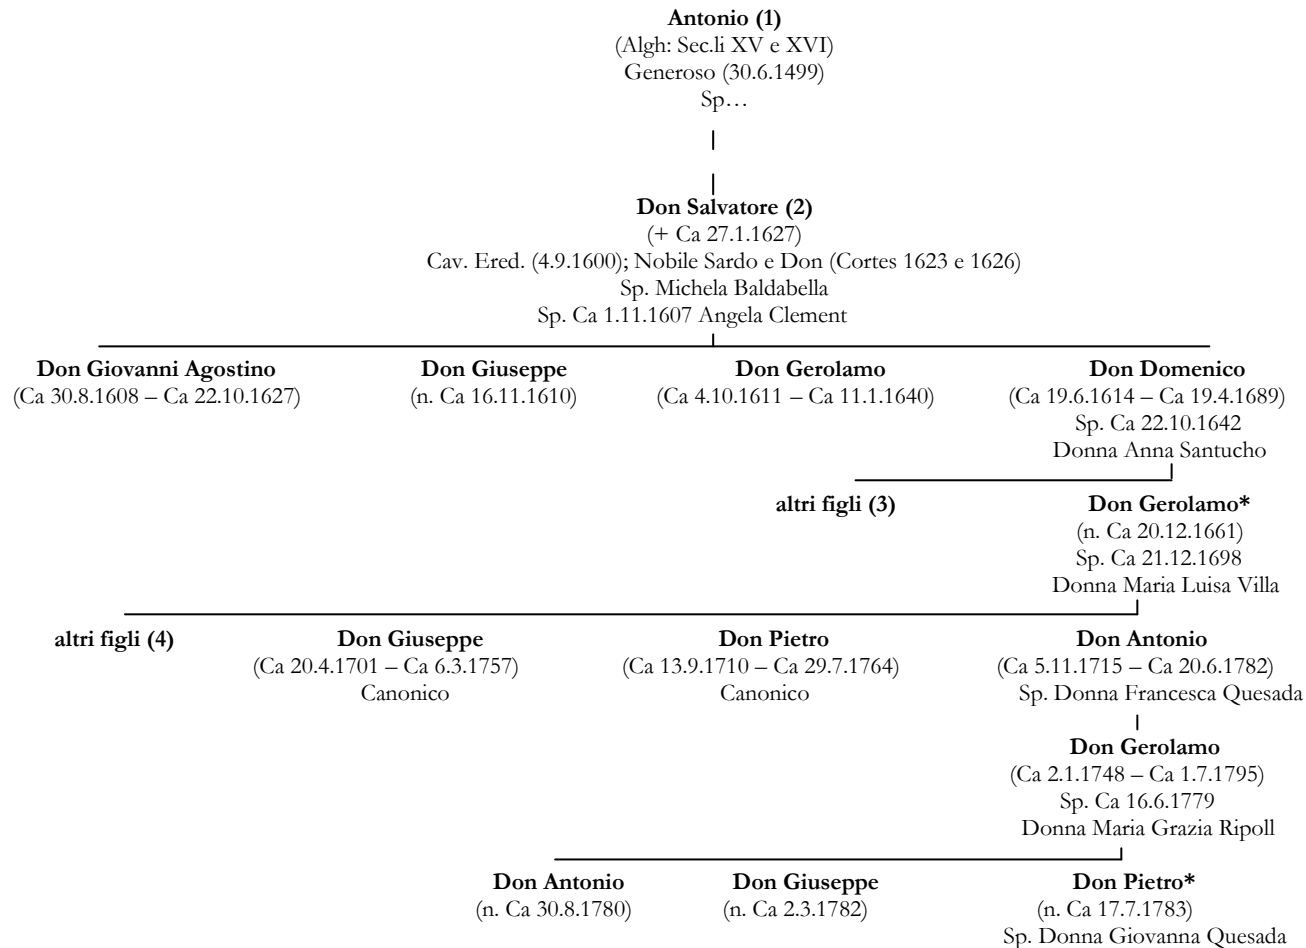 Antonio (1)
(Algh: Sec.li XV e XVI)
Generoso (30.6.1499)
Sp…
Don Salvatore (2)
(+ Ca 27.1.1627)
Cav. Ered. (4.9.1600); Nobile Sardo e Don (Cortes 1623 e 1626)
Sp. Michela Baldabella
Sp. Ca 1.11.1607 Angela Clement
Don Giovanni Agostino
(Ca 30.8.1608 – Ca 22.10.1627)
Don Giuseppe
(n. Ca 16.11.1610)
Don Gerolamo
(Ca 4.10.1611 – Ca 11.1.1640)
Don Domenico
(Ca 19.6.1614 – Ca 19.4.1689)
Sp. Ca 22.10.1642
Donna Anna Santucho
altri figli (3)
Don Gerolamo*
(n. Ca 20.12.1661)
Sp. Ca 21.12.1698
Donna Maria Luisa Villa
altri figli (4)
Don Giuseppe
(Ca 20.4.1701 – Ca 6.3.1757)
Canonico
Don Pietro
(Ca 13.9.1710 – Ca 29.7.1764)
Canonico
Don Antonio
(Ca 5.11.1715 – Ca 20.6.1782)
Sp. Donna Francesca Quesada
Don Gerolamo
(Ca 2.1.1748 – Ca 1.7.1795)
Sp. Ca 16.6.1779
Donna Maria Grazia Ripoll
Don Antonio
(n. Ca 30.8.1780)
Don Giuseppe
(n. Ca 2.3.1782)
Don Pietro*
(n. Ca 17.7.1783)
Sp. Donna Giovanna Quesada